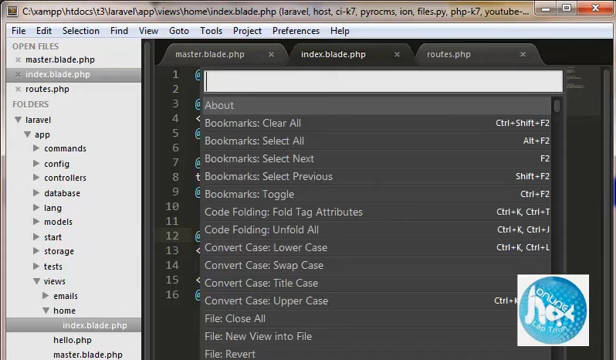 C:\xampp\htdocs\t3\laravel\app\views\home\index.blade.php (laravel, host, ci-k7, pyrocms, ion, files.py, php-k7, youtube-...
File Edit Selection Find View Goto Tools Project Preferences Help
OPEN FILES
master.blade.php
index.blade.php
routes.php
FOLDERS
laravel
app
commands
config
controllers
database
lang
models
start
storage
tests
views
emails
home
index.blade.php
hello.php
master.blade.php
master.blade.php index.blade.php routes.php
1
2
3
4
5
6
7
8
9
10
11
12
13
14
15
16
About
Bookmarks: Clear All Ctrl+Shift+F2
Bookmarks: Select All Alt+F2
Bookmarks: Select Next F2
Bookmarks: Select Previous Shift+F2
Bookmarks: Toggle Ctrl+F2
Code Folding: Fold Tag Attributes Ctrl+K, Ctrl+T
Code Folding: Unfold All Ctrl+K, Ctrl+J
Convert Case: Lower Case Ctrl+K, Ctrl+L
Convert Case: Swap Case
Convert Case: Title Case
Convert Case: Upper Case Ctrl+K
File: Close All
File: New View into File
File: Revert